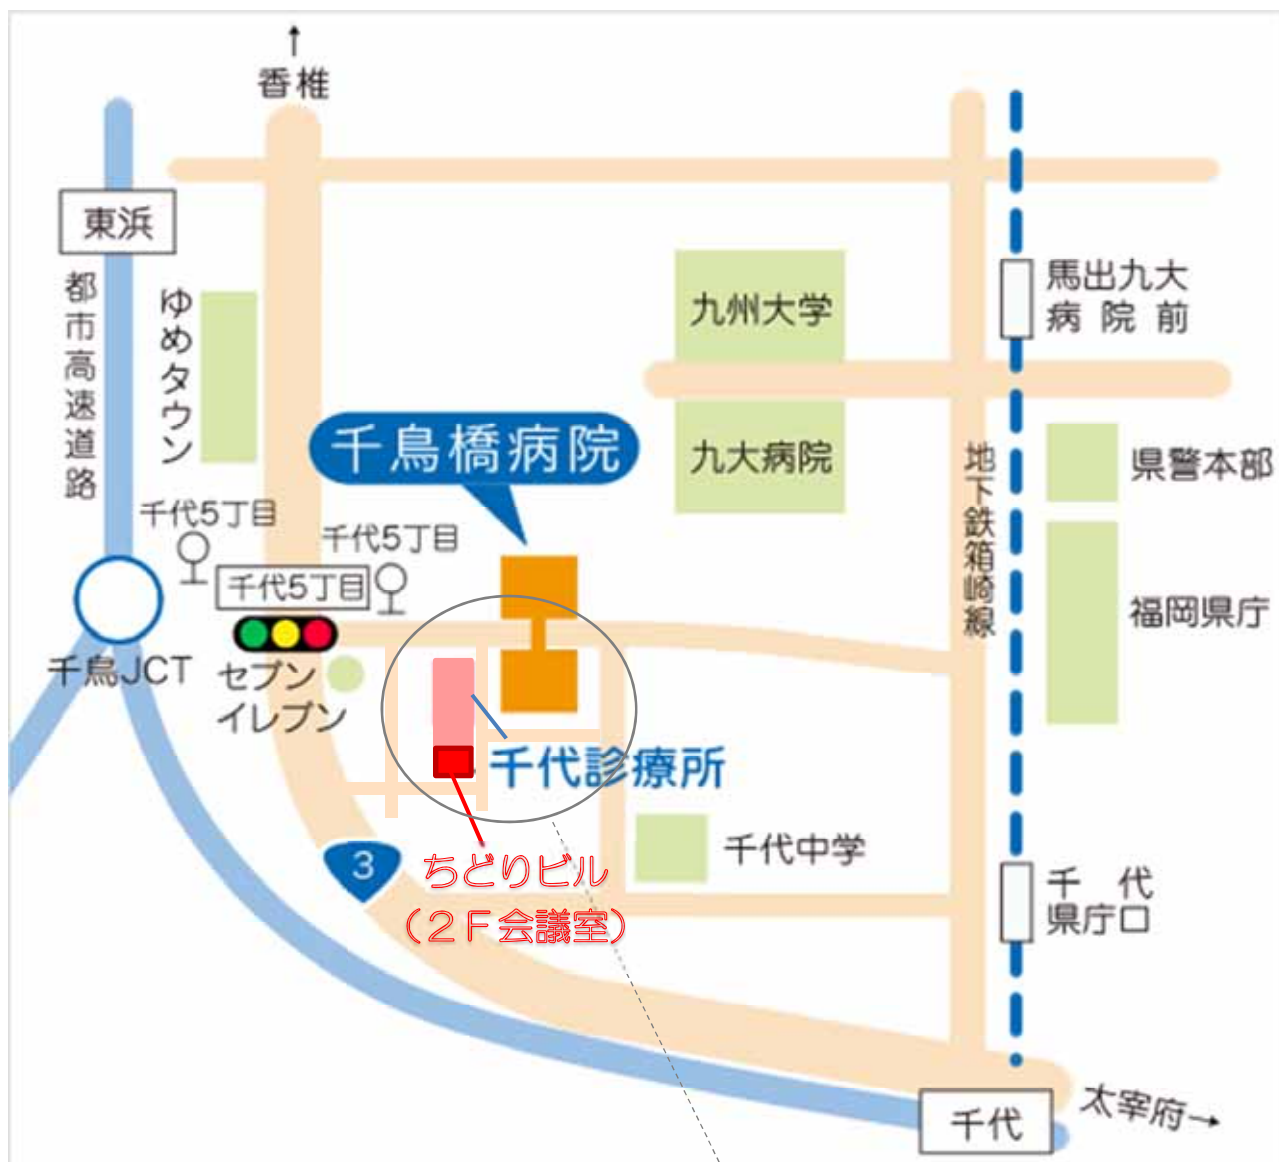 ↑
香椎
東浜
都市高速道路
ゆめタウン
九州大学
馬出九大
病院前
千鳥橋病院
九大病院
地下鉄箱崎線
県警本部
千代5丁目
千代5丁目
千代5丁目
福岡県庁
千鳥JCT
セブン
イレブン
千代診療所
3
ちどりビル
（２Ｆ会議室）
千代中学
千代
県庁口
千代
太宰府→